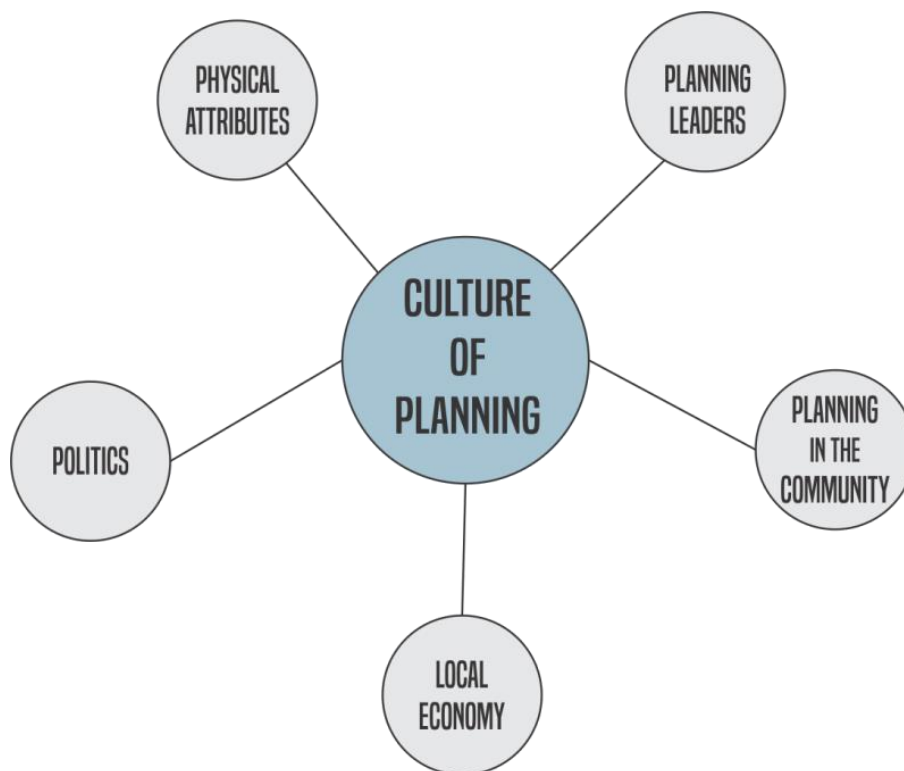 PHYSICAL
ATTRIBUTES
PLANNING
LEADERS
CULTURE
OF
PLANNING
POLITICS
PLANNING
IN THE
COMMUNITY
LOCAL
ECONOMY